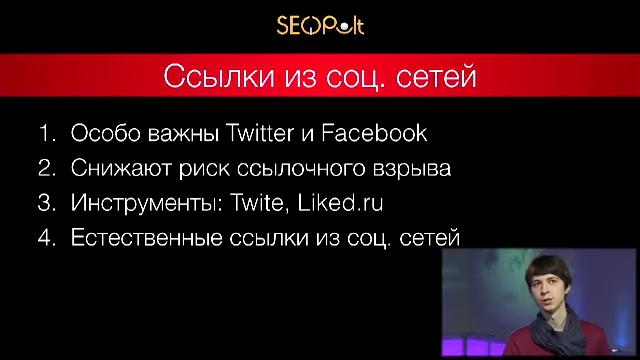 SEOPult
Ссылки из соц. сетей
1. Особо важны Twitter и Facebook
2. Снижают риск ссылочного взрыва
3. Инструменты: Twite, Liked.ru
4. Естественные ссылки из соц. сетей